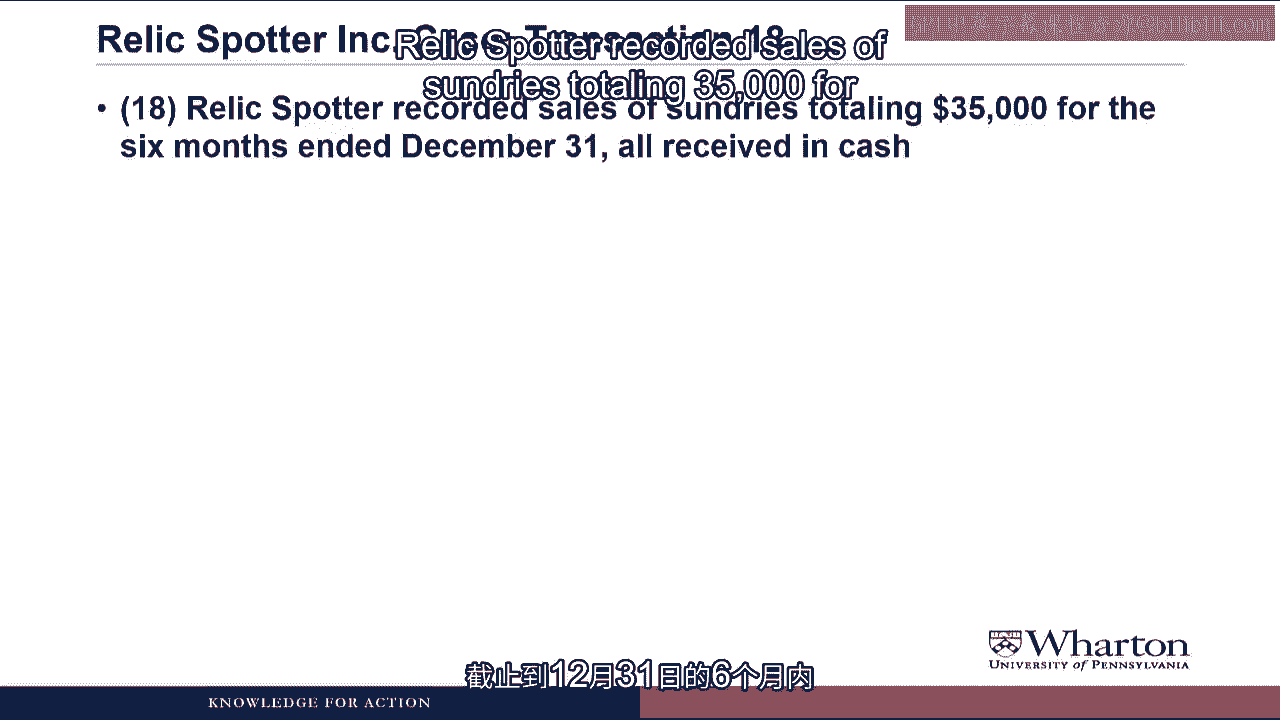 Relic Spotter Inc. Case: Transaction 18
Relic Spotter recorded sales of
sundries totaling 35,000 for
• (18) Relic Spotter recorded sales of sundries totaling $35,000 for the
six months ended December 31, all received in cash
Wharton
UNIVERSITY of PENNSYLVANIA
截止到12月31日的6个月内
KNOWLEDGE FOR ACTION